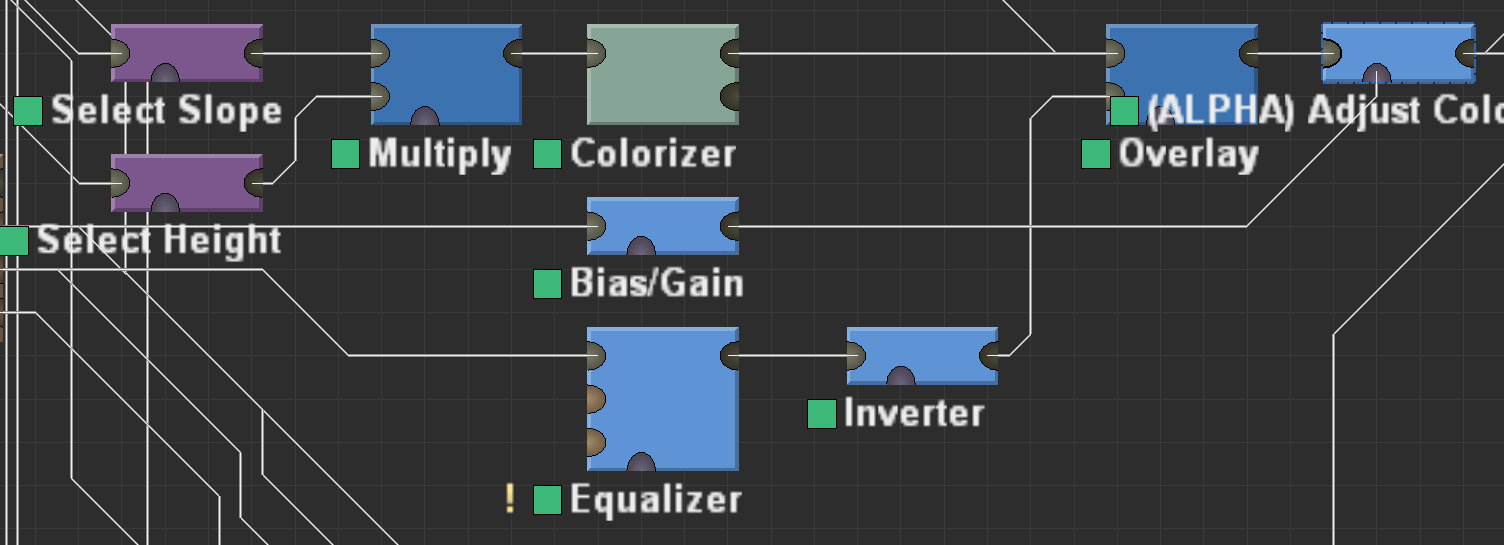 Select Slope
(ALPHA) Adjust Colo
Multiply
Colorizer
Overlay
Select Height
Bias/Gain
Inverter
! Equalizer